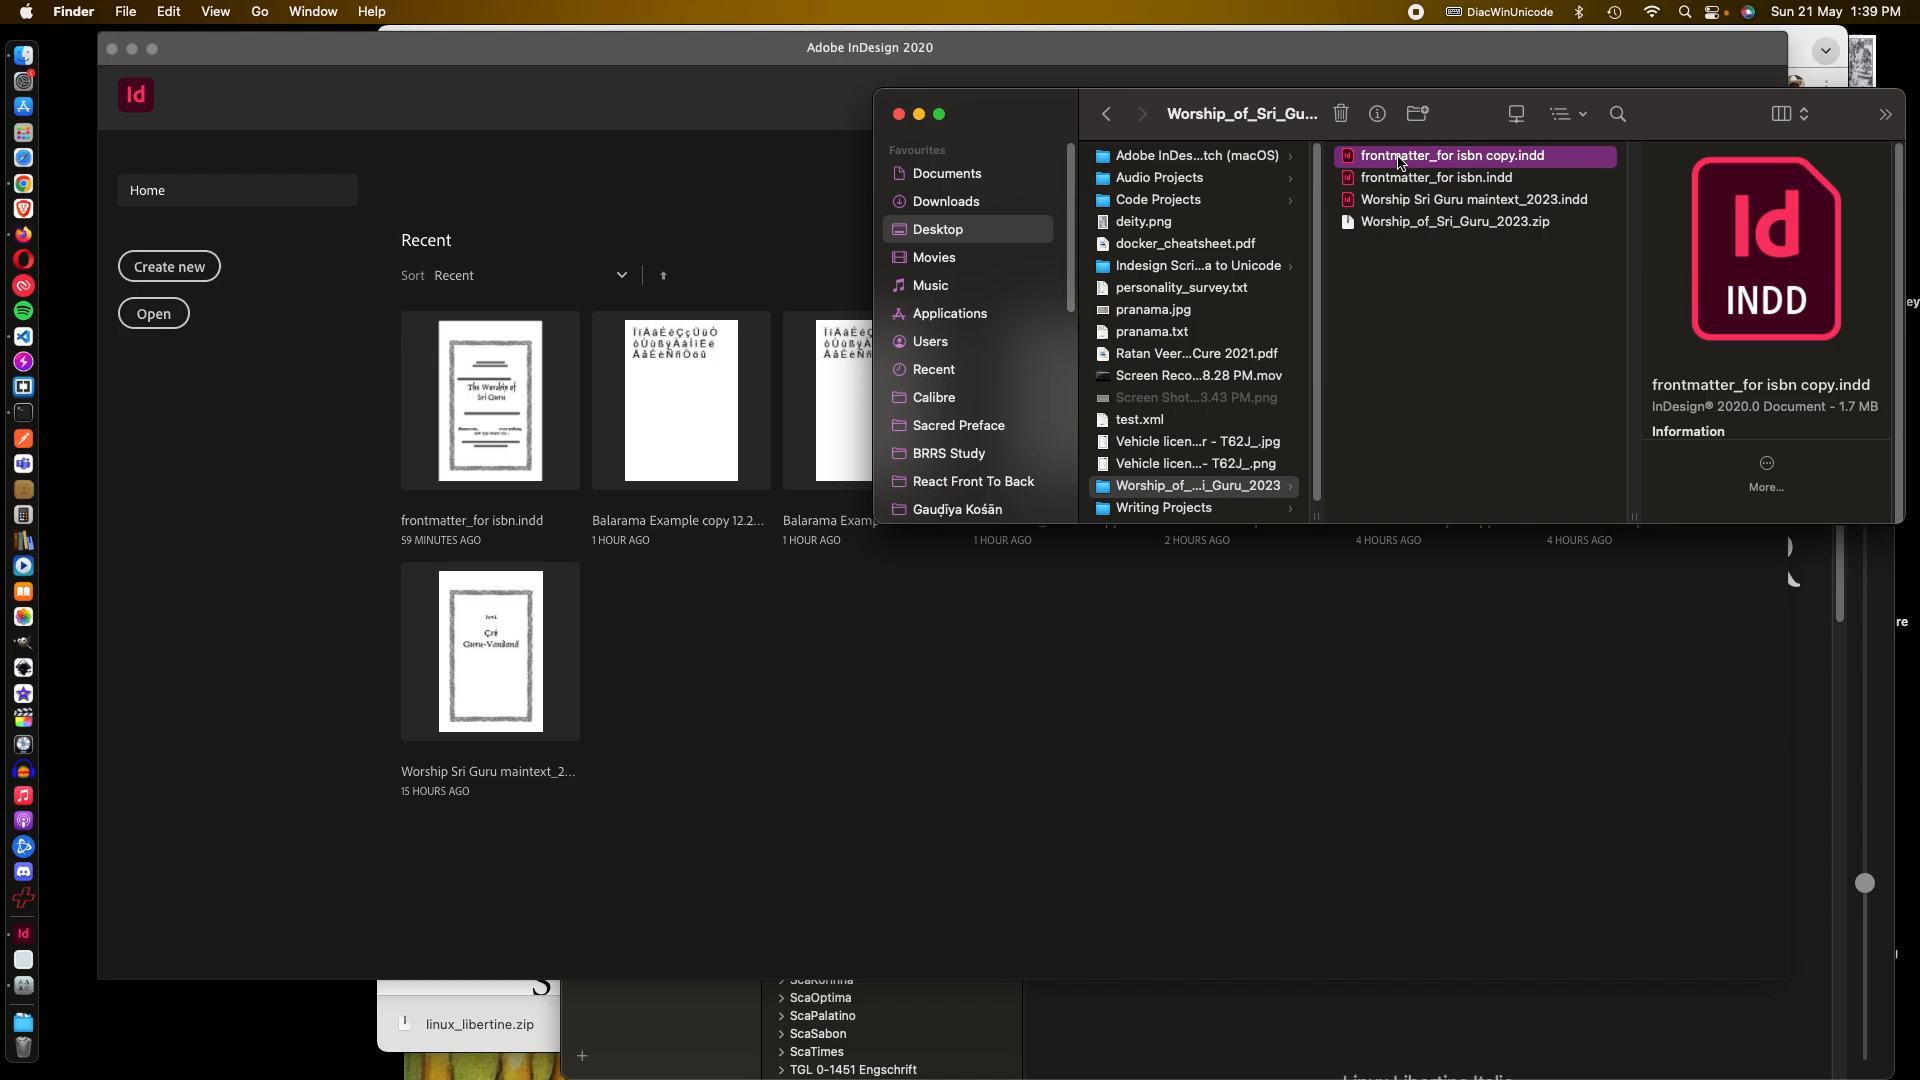 Finder File Edit View Go Window Help
DiacWinUnicode Sun 21 May 1:39 PM
Adobe InDesign 2020
Id
Home
Create new
Open
Recent
Sort Recent
The Worship of
Sri Guru
frontmatter_for isbn.indd
59 MINUTES AGO
Balarama Example copy 12.2...
1 HOUR AGO
Balarama Examp
1 HOUR AGO
1 HOUR AGO
2 HOURS AGO
4 HOURS AGO
4 HOURS AGO
Çré
Guru-Vandanä
Worship Sri Guru maintext_2...
15 HOURS AGO
Worship_of_Sri_Gu...
Favourites
Documents
Downloads
Desktop
Movies
Music
Applications
Users
Recent
Calibre
Sacred Preface
BRRS Study
React Front To Back
Gauḍīya Kośān
Adobe InDes...tch (macOS)
Audio Projects
Code Projects
deity.png
docker_cheatsheet.pdf
Indesign Scri...a to Unicode
personality_survey.txt
pranama.jpg
pranama.txt
Ratan Veer...Cure 2021.pdf
Screen Reco...8.28 PM.mov
Screen Shot...3.43 PM.png
test.xml
Vehicle licen...r - T62J_.jpg
Vehicle licen...- T62J_.png
Worship_of_...i_Guru_2023
Writing Projects
frontmatter_for isbn copy.indd
frontmatter_for isbn.indd
Worship Sri Guru maintext_2023.indd
Worship_of_Sri_Guru_2023.zip
Id
INDD
frontmatter_for isbn copy.indd
InDesign® 2020.0 Document - 1.7 MB
Information
More...
linux_libertine.zip
ScaKorinna
ScaOptima
ScaPalatino
ScaSabon
ScaTimes
TGL 0-1451 Engschrift